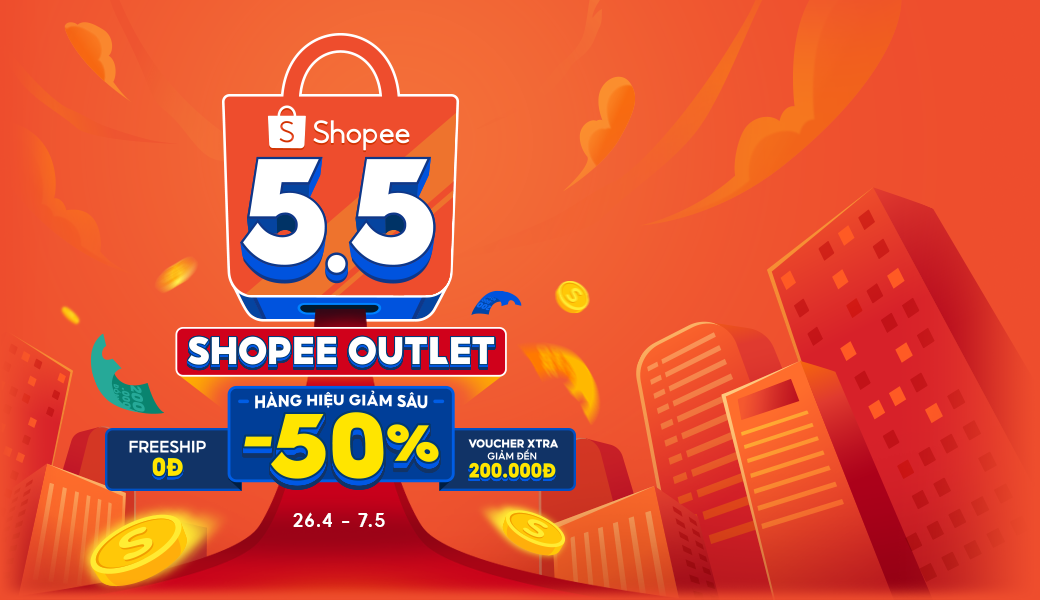 Shopee
5.5
SHOPEE OUTLET
HÀNG HIỆU GIẢM SÂU
-50%
FREESHIP
0Đ
VOUCHER XTRA
GIẢM ĐẾN
200.000Đ
26.4 - 7.5